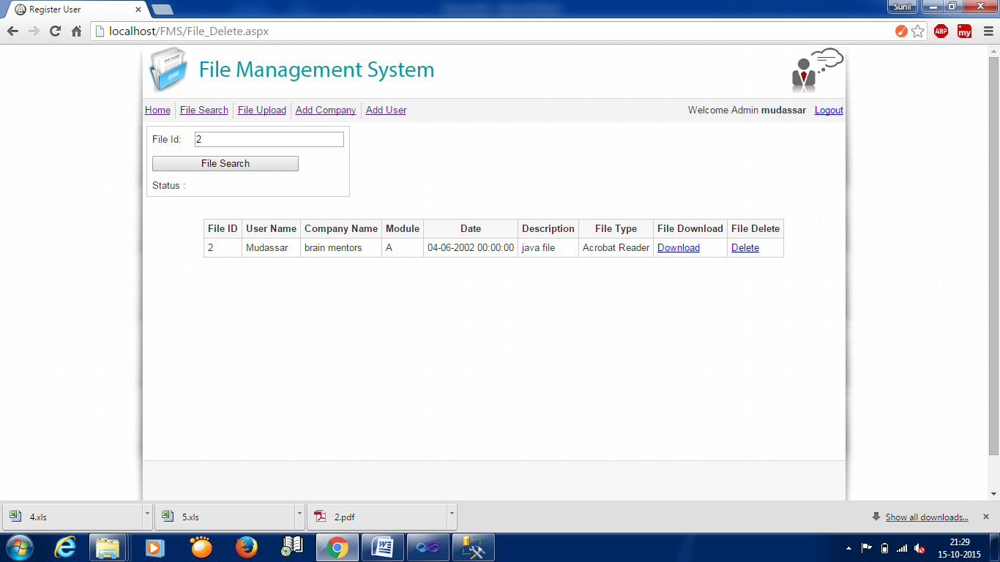 Register User
Sunil
localhost/FMS/File_Delete.aspx
ABP
my
File Management System
Home File Search File Upload Add Company Add User Welcome Admin mudassar Logout
File Id: 2
File Search
Status :
File ID User Name Company Name Module Date Description File Type File Download File Delete
2 Mudassar brain mentors A 04-06-2002 00:00:00 java file Acrobat Reader Download Delete
4.xls 5.xls 2.pdf Show all downloads...
21:29
15-10-2015